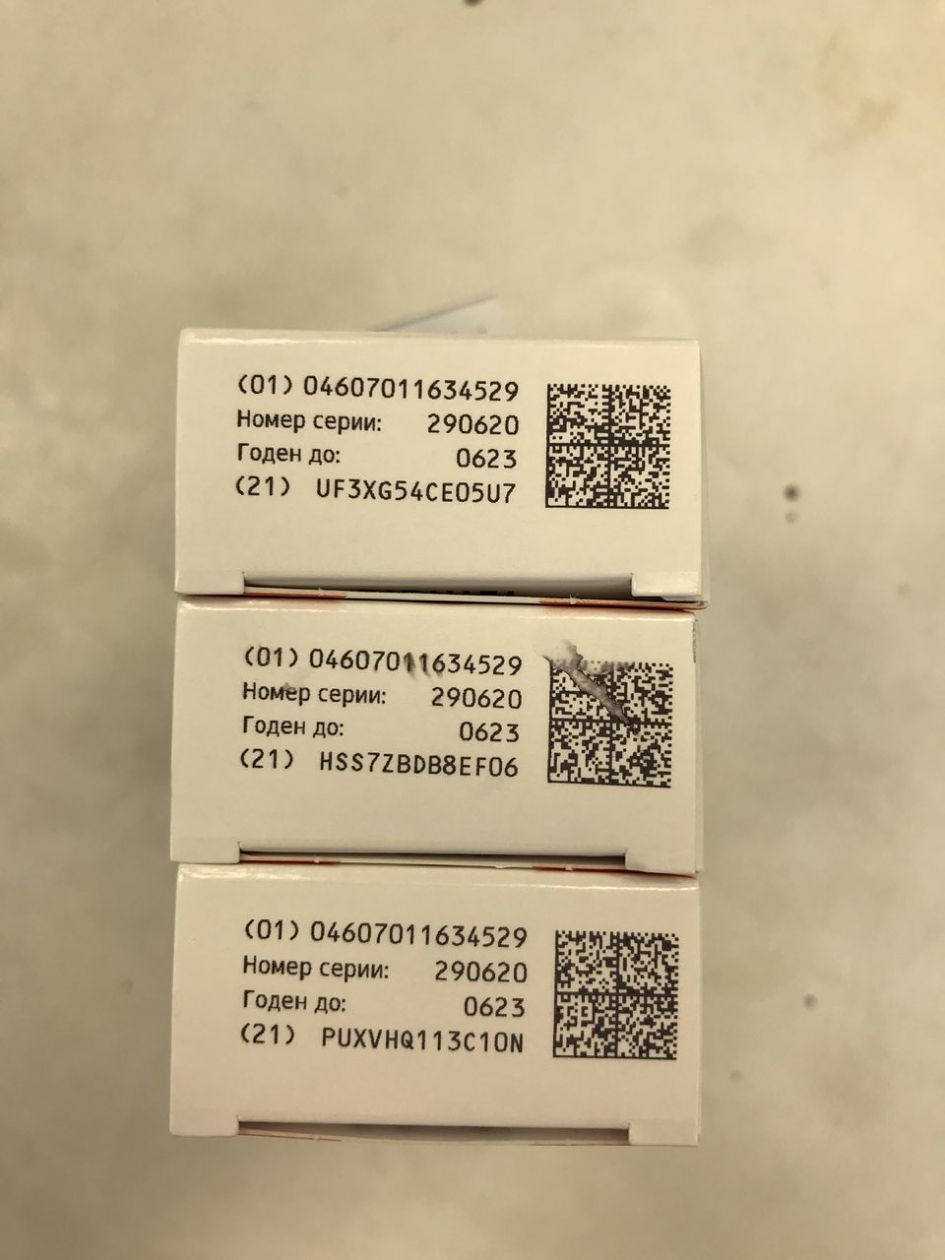 (01) 04607011634529
Номер серии: 290620
Годен до: 0623
(21) UF3XG54CE05U7
(01) 04607011634529
Номер серии: 290620
Годен до: 0623
(21) HSS7ZBDB8EF06
(01) 04607011634529
Номер серии: 290620
Годен до: 0623
(21) PUXVHQ113C10N